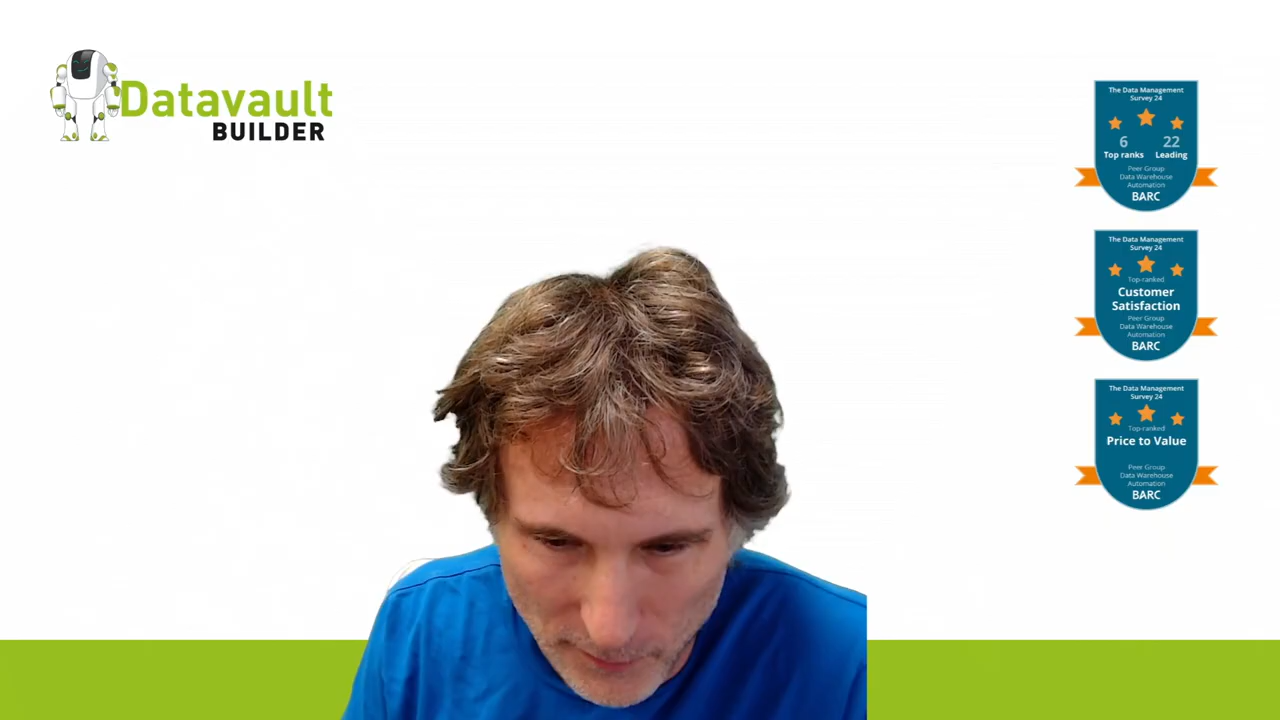 Datavault
BUILDER
The Data Management
Survey 24
6 22
Top ranks Leading
Peer Group
Data Warehouse
Automation
BARC
The Data Management
Survey 24
Top-ranked
Customer
Satisfaction
Peer Group
Data Warehouse
Automation
BARC
The Data Management
Survey 24
Top-ranked
Price to Value
Peer Group
Data Warehouse
Automation
BARC